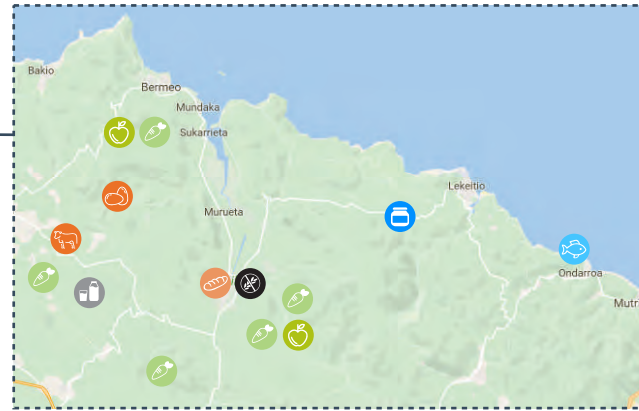 Bakio
Bermeo
Mundaka
Sukarrieta
Lekeitio
Murueta
Ondarroa
Mutr